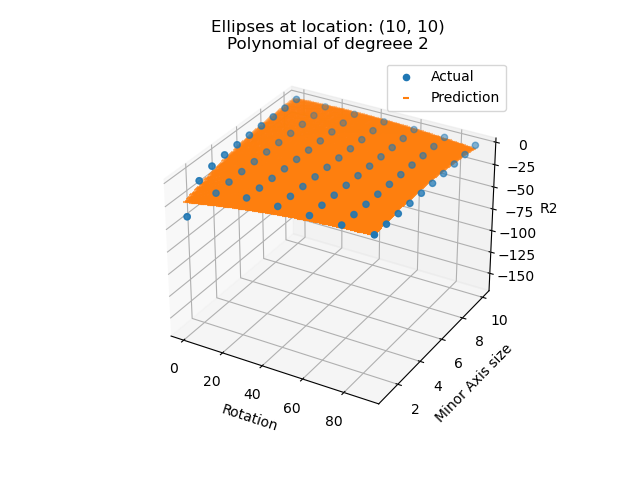 Ellipses at location: (10, 10)
Polynomial of degreee 2
Actual
Prediction
0
−25
−50
−75
−100
−125
−150
R2
10
8
6
4
2
Minor Axis size
0
20
40
60
80
Rotation